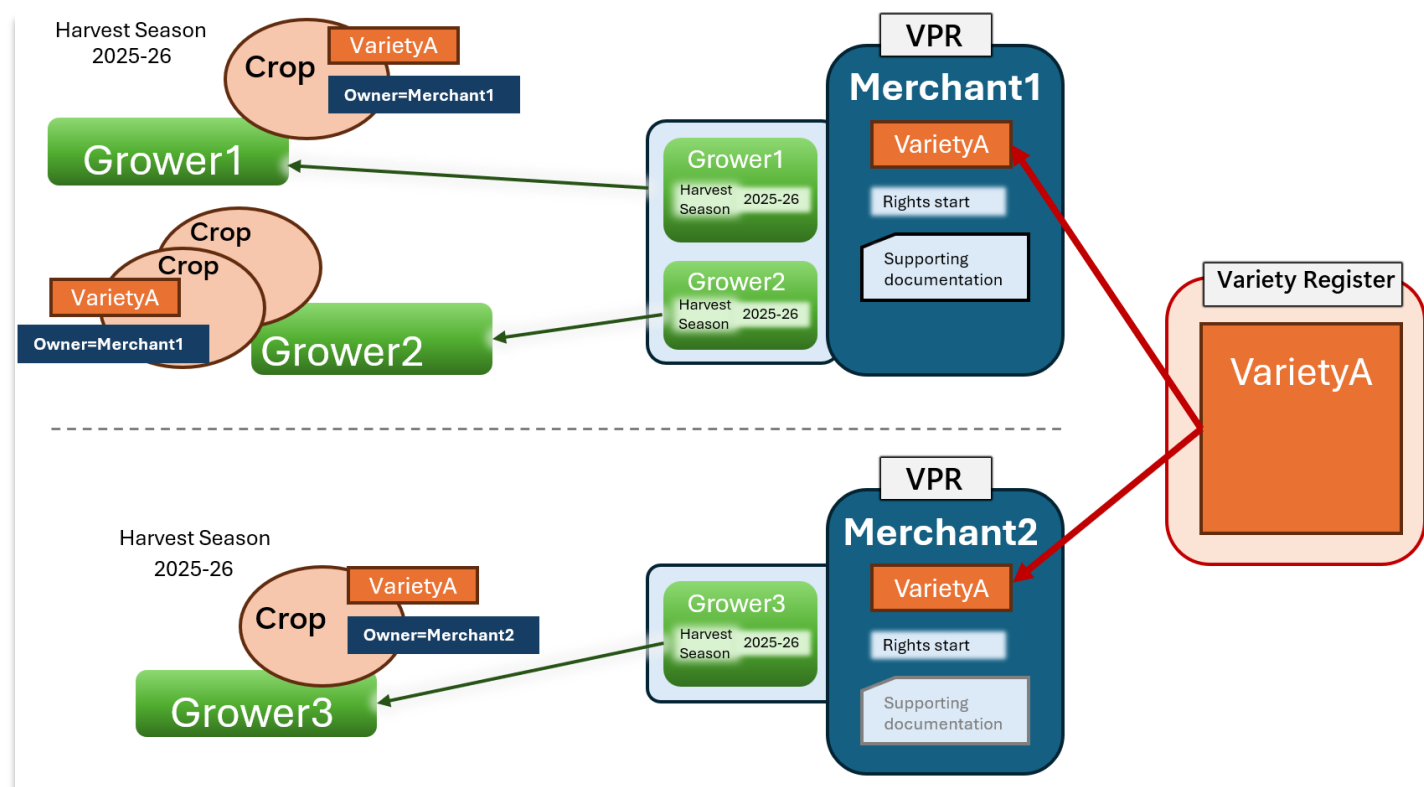 Harvest Season
2025-26
Crop
VarietyA
Owner=Merchant1
Grower1
Crop
Crop
VarietyA
Owner=Merchant1
Grower2
Grower1
Harvest
Season
2025-26
Grower2
Harvest
Season
2025-26
VPR
Merchant1
VarietyA
Rights start
Supporting
documentation
Variety Register
VarietyA
Harvest Season
2025-26
Crop
VarietyA
Owner=Merchant2
Grower3
Grower3
Harvest
Season
2025-26
VPR
Merchant2
VarietyA
Rights start
Supporting
documentation